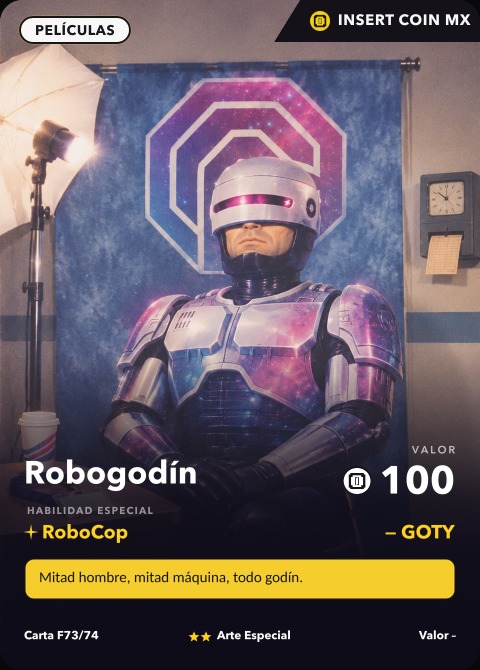 PELÍCULAS
INSERT COIN MX
Robogodín
VALOR
100
HABILIDAD ESPECIAL
RoboCop
– GOTY
Mitad hombre, mitad máquina, todo godín.
Carta F73/74
Arte Especial
Valor –